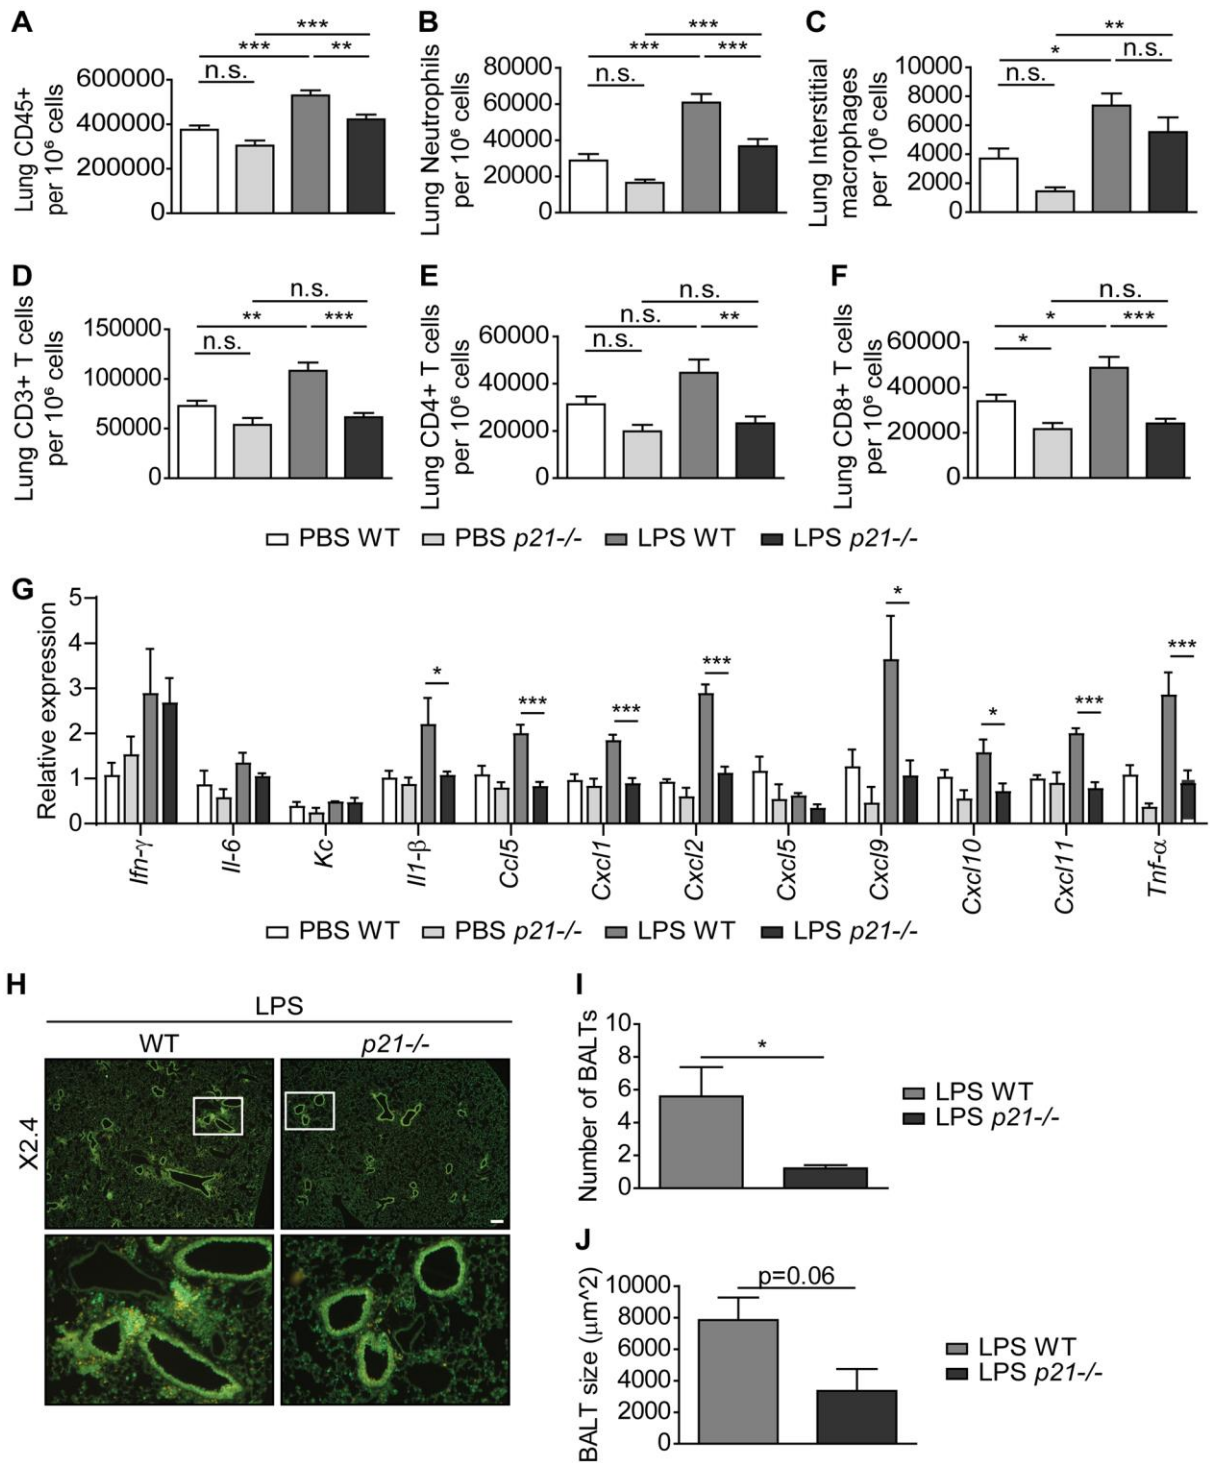 A
***
*** **
n.s.
Lung CD45+
per 10⁶ cells
600000
400000
200000
0
B
***
*** ***
n.s.
Lung Neutrophils
per 10⁶ cells
80000
60000
40000
20000
0
C
**
* n.s.
n.s.
Lung Interstitial
macrophages
per 10⁶ cells
10000
8000
6000
4000
2000
0
D
n.s.
** ***
n.s.
Lung CD3+ T cells
per 10⁶ cells
150000
100000
50000
0
E
n.s.
n.s. **
n.s.
Lung CD4+ T cells
per 10⁶ cells
60000
40000
20000
0
F
n.s.
* ***
*
Lung CD8+ T cells
per 10⁶ cells
60000
40000
20000
0
PBS WT PBS p21-/- LPS WT LPS p21-/-
G
Relative expression
5
4
3
2
1
0
* *** *** *** * * *** ***
Ifn-γ Il-6 Kc Il1-β Ccl5 Cxcl1 Cxcl2 Cxcl5 Cxcl9 Cxcl10 Cxcl11 Tnf-α
PBS WT PBS p21-/- LPS WT LPS p21-/-
H
LPS
WT p21-/-
X2.4
I
Number of BALTs
10
8
6
4
2
0
*
LPS WT
LPS p21-/-
J
BALT size (μm^2)
10000
8000
6000
4000
2000
0
p=0.06
LPS WT
LPS p21-/-